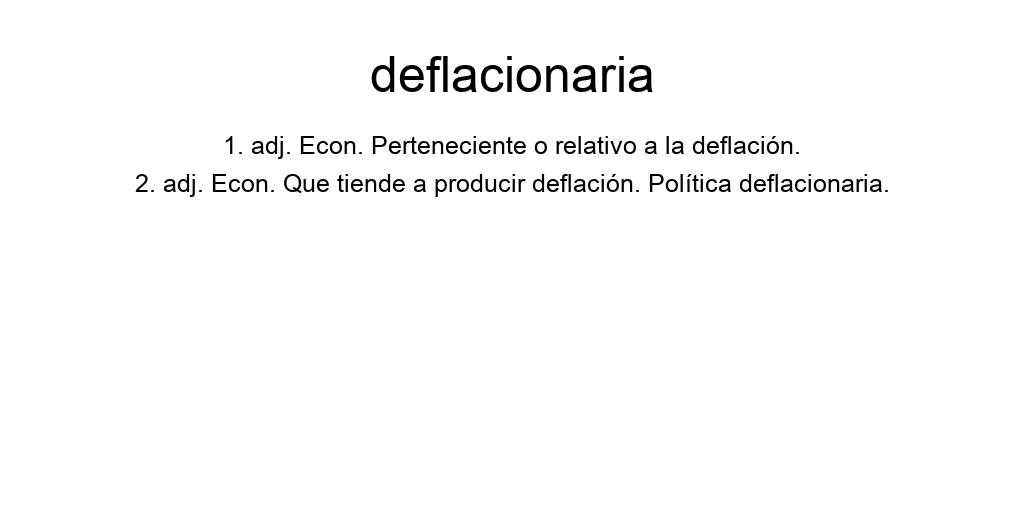 deflacionaria
1. adj. Econ. Perteneciente o relativo a la deflación.
2. adj. Econ. Que tiende a producir deflación. Política deflacionaria.